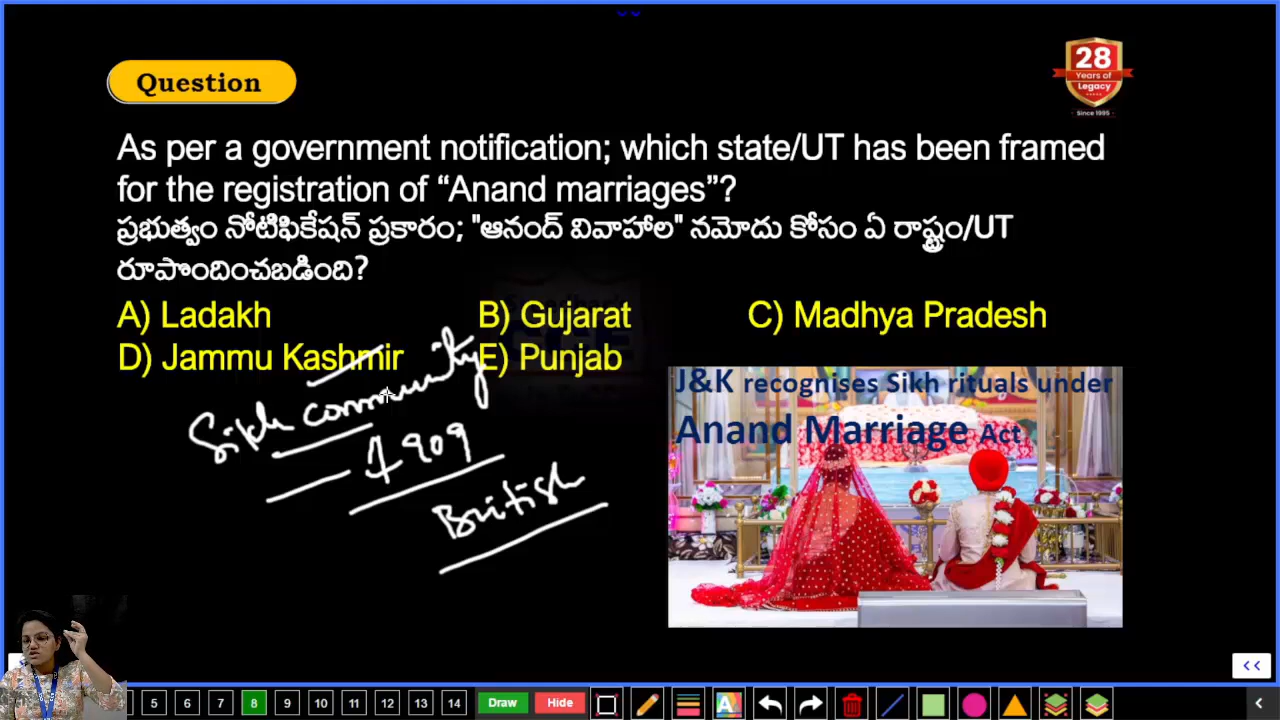 Question
28
Years of
Legacy
Since 1995
As per a government notification; which state/UT has been framed
for the registration of “Anand marriages”?
ప్రభుత్వం నోటిఫికేషన్ ప్రకారం; "ఆనంద్ వివాహాల" నమోదు కోసం ఏ రాష్ట్రం/UT
రూపొందించబడింది?
A) Ladakh B) Gujarat C) Madhya Pradesh
D) Jammu Kashmir E) Punjab
Sikh community
1909
British
J&K recognises Sikh rituals under
Anand Marriage Act
5 6 7 8 9 10 11 12 13 14 Draw Hide